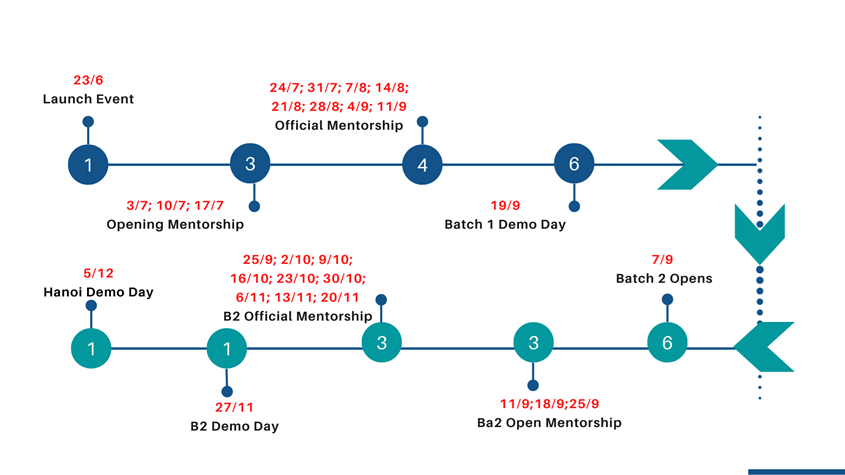 23/6
Launch Event
24/7; 31/7; 7/8; 14/8;
21/8; 28/8; 4/9; 11/9
Official Mentorship
1
3
4
6
3/7; 10/7; 17/7
Opening Mentorship
19/9
Batch 1 Demo Day
5/12
Hanoi Demo Day
25/9; 2/10; 9/10;
16/10; 23/10; 30/10;
6/11; 13/11; 20/11
B2 Official Mentorship
7/9
Batch 2 Opens
1
1
3
3
6
27/11
B2 Demo Day
11/9;18/9;25/9
Ba2 Open Mentorship